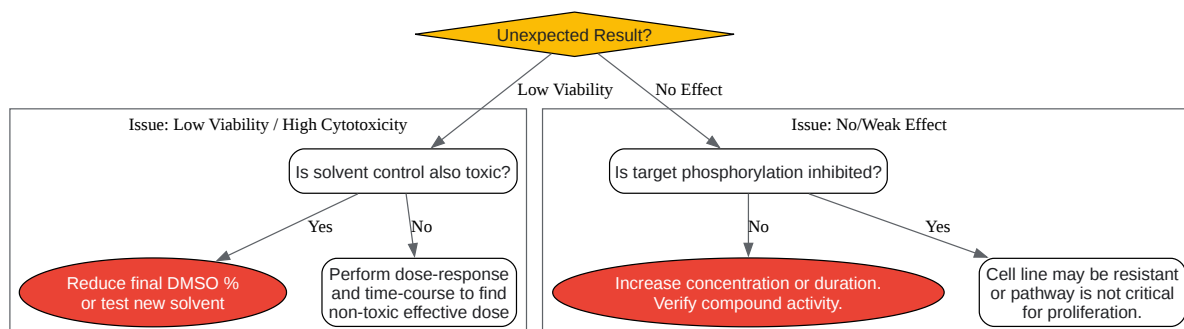 Unexpected Result?
Low Viability
No Effect
Issue: Low Viability / High Cytotoxicity
Is solvent control also toxic?
Yes
No
Reduce final DMSO %
or test new solvent
Perform dose-response
and time-course to find
non-toxic effective dose
Issue: No/Weak Effect
Is target phosphorylation inhibited?
No
Yes
Increase concentration or duration.
Verify compound activity.
Cell line may be resistant
or pathway is not critical
for proliferation.